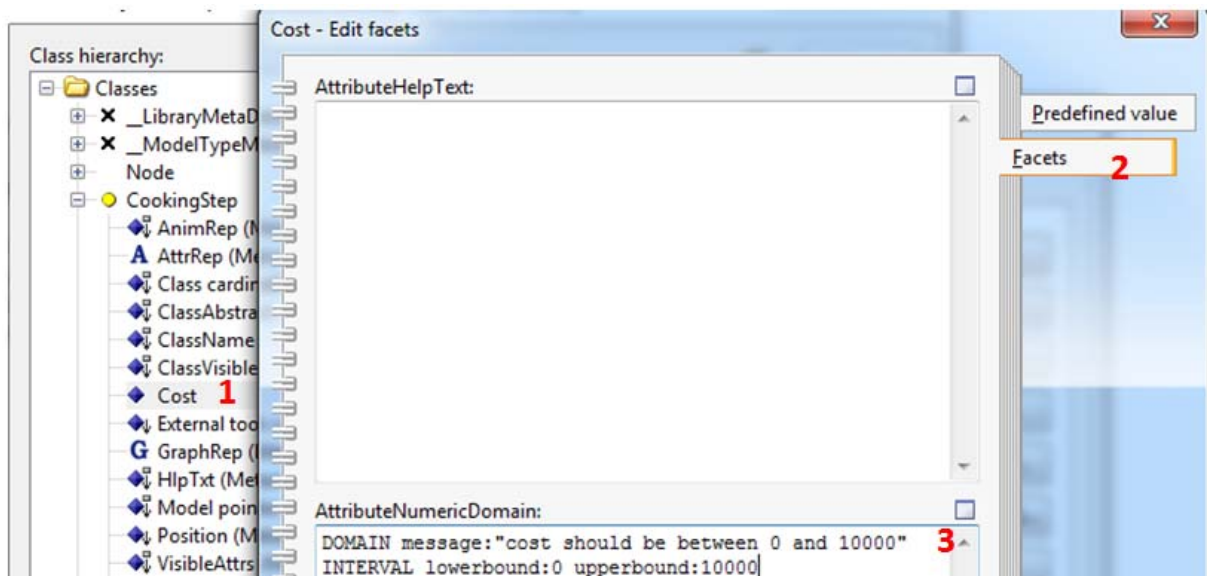 Cost - Edit facets
x
Class hierarchy:
Classes
__LibraryMetaD
__ModelTypeM
Node
CookingStep
AnimRep (M
A AttrRep (Me
Class cardin
ClassAbstra
ClassName
ClassVisible
Cost 1
External too
G GraphRep (
HlpTxt (Met
Model poin
Position (M
VisibleAttrs
AttributeHelpText:
Predefined value
Facets 2
AttributeNumericDomain:
DOMAIN message:"cost should be between 0 and 10000" 3
INTERVAL lowerbound:0 upperbound:10000